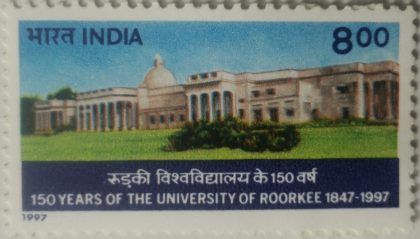 भारत INDIA 800
रूड़की विश्वविद्यालय के 150 वर्ष
150 YEARS OF THE UNIVERSITY OF ROORKEE 1847-1997
1997